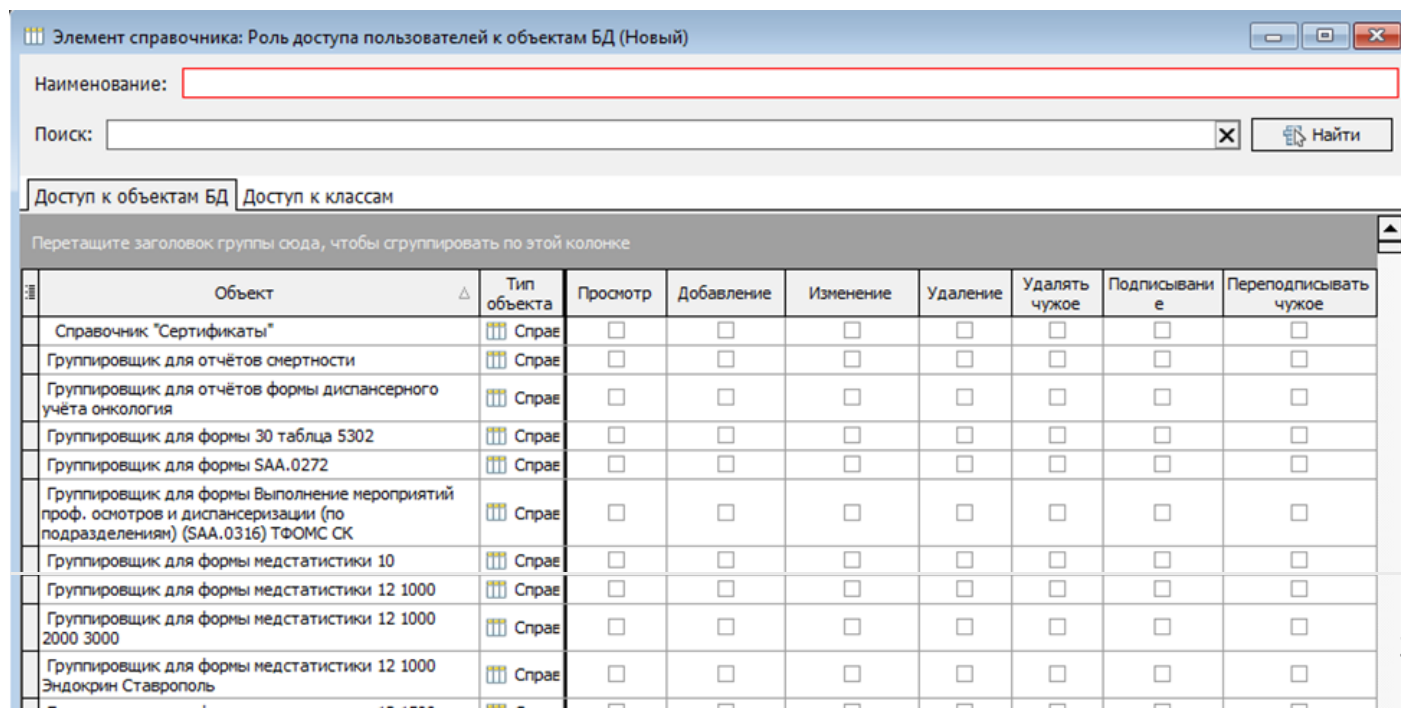 Элемент справочника: Роль доступа пользователей к объектам БД (Новый)
Наименование:
Поиск:
Найти
Доступ к объектам БД Доступ к классам
Перетащите заголовок группы сюда, чтобы сгруппировать по этой колонке
Объект
Тип
объекта
Просмотр
Добавление
Изменение
Удаление
Удалять
чужое
Подписывани
е
Переподписывать
чужое
Справочник "Сертификаты" Справ
Группировщик для отчётов смертности Справ
Группировщик для отчётов формы диспансерного
учёта онкология
Справ
Группировщик для формы 30 таблца 5302 Справ
Группировщик для формы SAA.0272 Справ
Группировщик для формы Выполнение мероприятий
проф. осмотров и диспансеризации (по
подразделениям) (SAA.0316) ТФОМС СК
Справ
Группировщик для формы медстатистики 10 Справ
Группировщик для формы медстатистики 12 1000 Справ
Группировщик для формы медстатистики 12 1000
2000 3000
Справ
Группировщик для формы медстатистики 12 1000
Эндокрин Ставрополь
Справ